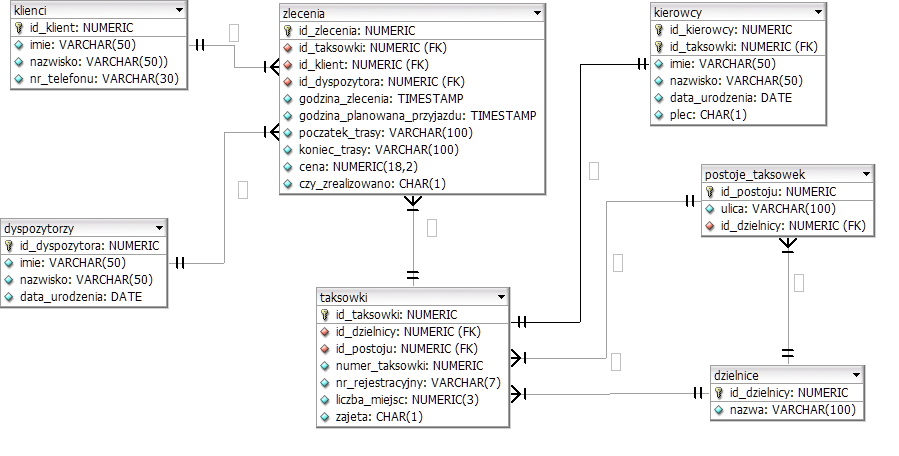 klienci
id_klient: NUMERIC
imie: VARCHAR(50)
nazwisko: VARCHAR(50))
nr_telefonu: VARCHAR(30)
zlecenia
id_zlecenia: NUMERIC
id_taksowki: NUMERIC (FK)
id_klient: NUMERIC (FK)
id_dyspozytora: NUMERIC (FK)
godzina_zlecenia: TIMESTAMP
godzina_planowana_przyjazdu: TIMESTAMP
poczatek_trasy: VARCHAR(100)
koniec_trasy: VARCHAR(100)
cena: NUMERIC(18,2)
czy_zrealizowano: CHAR(1)
kierowcy
id_kierowcy: NUMERIC
id_taksowki: NUMERIC (FK)
imie: VARCHAR(50)
nazwisko: VARCHAR(50)
data_urodzenia: DATE
plec: CHAR(1)
postoje_taksowek
id_postoju: NUMERIC
ulica: VARCHAR(100)
id_dzielnicy: NUMERIC (FK)
dyspozytorzy
id_dyspozytora: NUMERIC
imie: VARCHAR(50)
nazwisko: VARCHAR(50)
data_urodzenia: DATE
taksowki
id_taksowki: NUMERIC
id_dzielnicy: NUMERIC (FK)
id_postoju: NUMERIC (FK)
numer_taksowki: NUMERIC
nr_rejestracyjny: VARCHAR(7)
liczba_miejsc: NUMERIC(3)
zajeta: CHAR(1)
dzielnice
id_dzielnicy: NUMERIC
nazwa: VARCHAR(100)